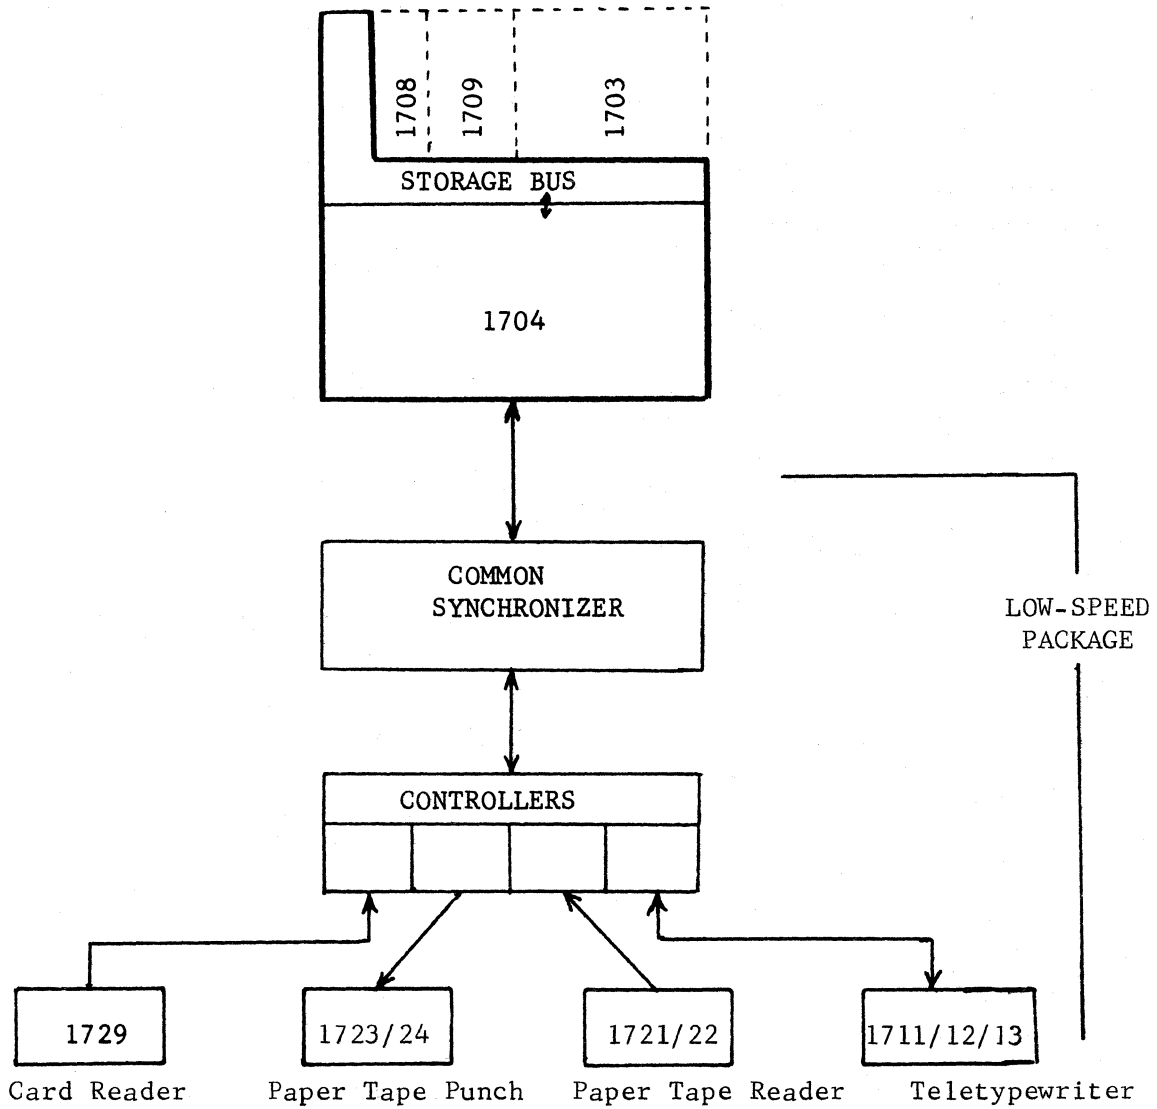 1708
1709
1703
STORAGE BUS
1704
COMMON
SYNCHRONIZER
LOW-SPEED
PACKAGE
CONTROLLERS
1729
1723/24
1721/22
1711/12/13
Card Reader
Paper Tape Punch
Paper Tape Reader
Teletypewriter